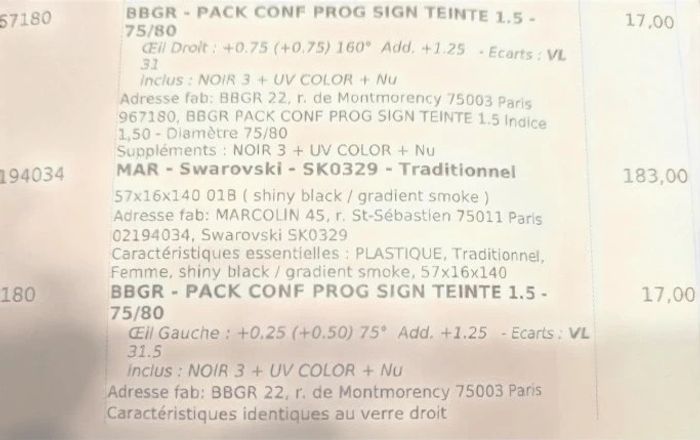 67180 BBGR - PACK CONF PROG SIGN TEINTE 1.5 - 17,00
75/80
Œil Droit : +0.75 (+0.75) 160° Add. +1.25 - Ecarts : VL
31
Inclus : NOIR 3 + UV COLOR + Nu
Adresse fab: BBGR 22, r. de Montmorency 75003 Paris
967180, BBGR PACK CONF PROG SIGN TEINTE 1.5 Indice
1,50 - Diamètre 75/80
Suppléments : NOIR 3 + UV COLOR + Nu
194034 MAR - Swarovski - SK0329 - Traditionnel 183,00
57x16x140 01B ( shiny black / gradient smoke )
Adresse fab: MARCOLIN 45, r. St-Sébastien 75011 Paris
02194034, Swarovski SK0329
Caractéristiques essentielles : PLASTIQUE, Traditionnel,
Femme, shiny black / gradient smoke, 57x16x140
180 BBGR - PACK CONF PROG SIGN TEINTE 1.5 - 17,00
75/80
Œil Gauche : +0.25 (+0.50) 75° Add. +1.25 - Ecarts : VL
31.5
Inclus : NOIR 3 + UV COLOR + Nu
Adresse fab: BBGR 22, r. de Montmorency 75003 Paris
Caractéristiques identiques au verre droit